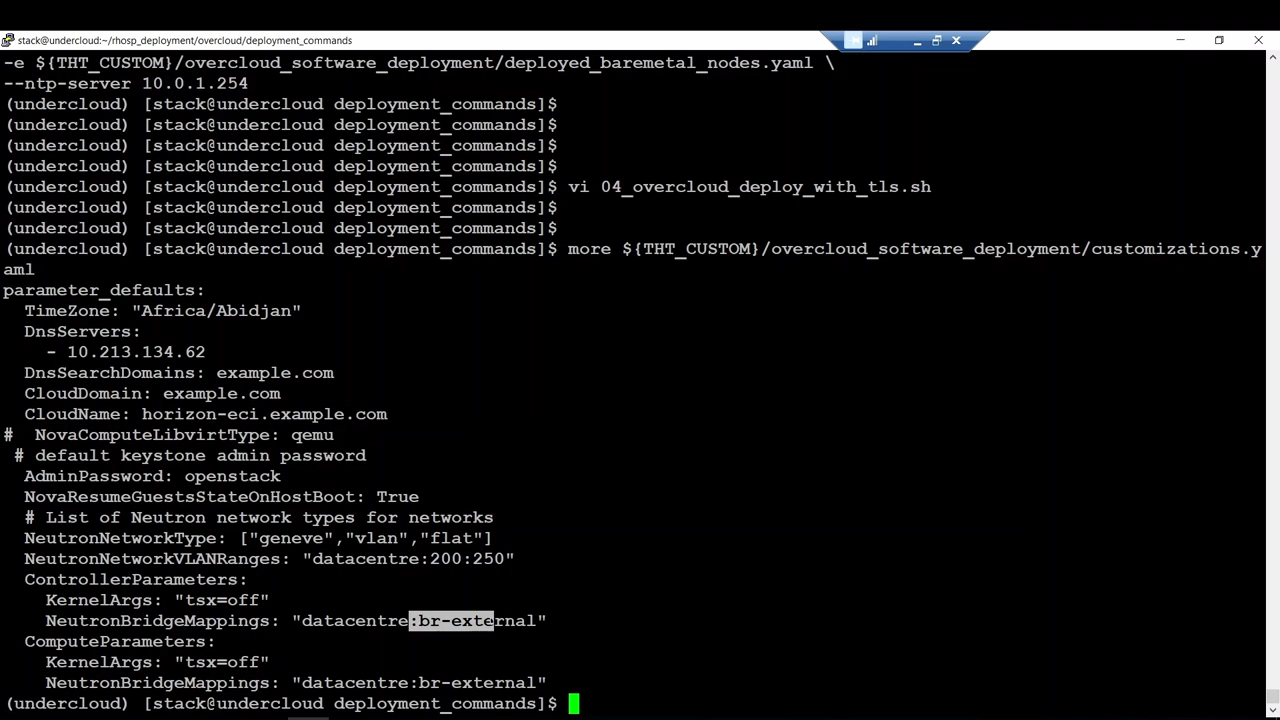 stack@undercloud:~/rhosp_deployment/overcloud/deployment_commands
-e ${THT_CUSTOM}/overcloud_software_deployment/deployed_baremetal_nodes.yaml \
--ntp-server 10.0.1.254
(undercloud) [stack@undercloud deployment_commands]$
(undercloud) [stack@undercloud deployment_commands]$
(undercloud) [stack@undercloud deployment_commands]$
(undercloud) [stack@undercloud deployment_commands]$
(undercloud) [stack@undercloud deployment_commands]$ vi 04_overcloud_deploy_with_tls.sh
(undercloud) [stack@undercloud deployment_commands]$
(undercloud) [stack@undercloud deployment_commands]$
(undercloud) [stack@undercloud deployment_commands]$ more ${THT_CUSTOM}/overcloud_software_deployment/customizations.y
aml
parameter_defaults:
  TimeZone: "Africa/Abidjan"
  DnsServers:
    - 10.213.134.62
  DnsSearchDomains: example.com
  CloudDomain: example.com
  CloudName: horizon-eci.example.com
#  NovaComputeLibvirtType: qemu
 # default keystone admin password
  AdminPassword: openstack
  NovaResumeGuestsStateOnHostBoot: True
  # List of Neutron network types for networks
  NeutronNetworkType: ["geneve","vlan","flat"]
  NeutronNetworkVLANRanges: "datacentre:200:250"
  ControllerParameters:
    KernelArgs: "tsx=off"
    NeutronBridgeMappings: "datacentre:br-external"
  ComputeParameters:
    KernelArgs: "tsx=off"
    NeutronBridgeMappings: "datacentre:br-external"
(undercloud) [stack@undercloud deployment_commands]$